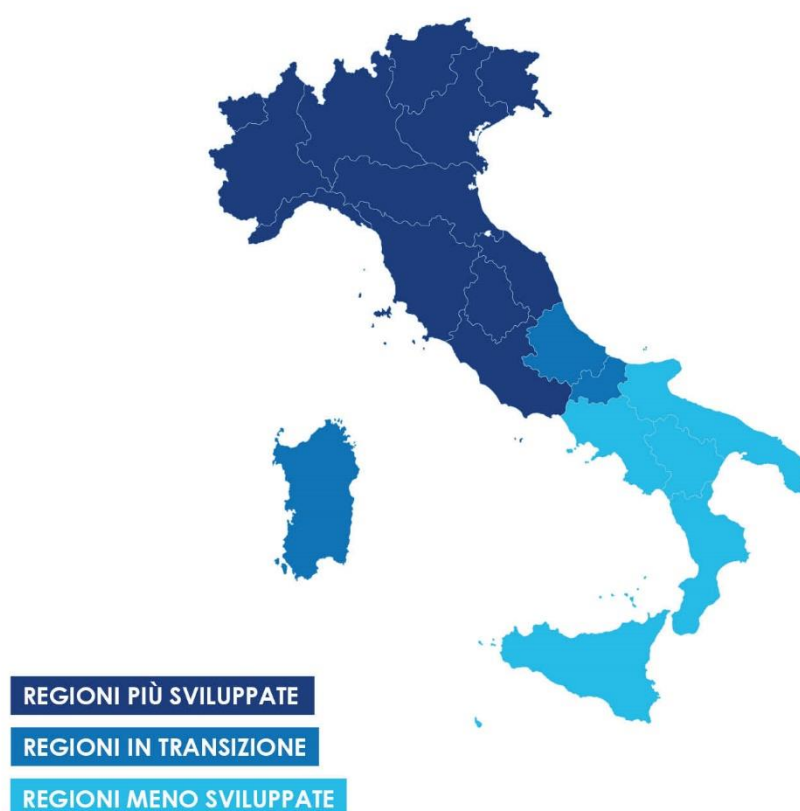 REGIONI PIÙ SVILUPPATE
REGIONI IN TRANSIZIONE
REGIONI MENO SVILUPPATE